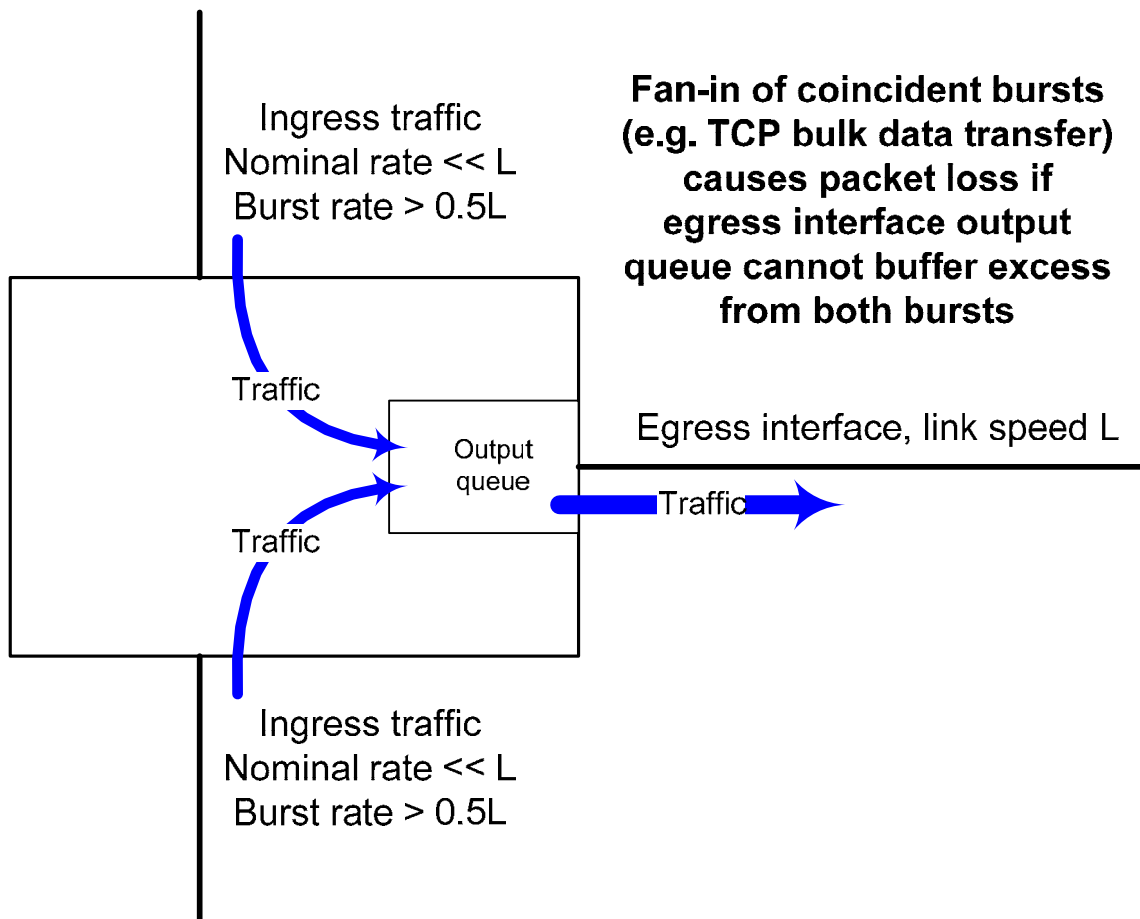 Ingress traffic
Nominal rate << L
Burst rate > 0.5L
Fan-in of coincident bursts
(e.g. TCP bulk data transfer)
causes packet loss if
egress interface output
queue cannot buffer excess
from both bursts
Traffic
Output
queue
Egress interface, link speed L
Traffic
Traffic
Ingress traffic
Nominal rate << L
Burst rate > 0.5L